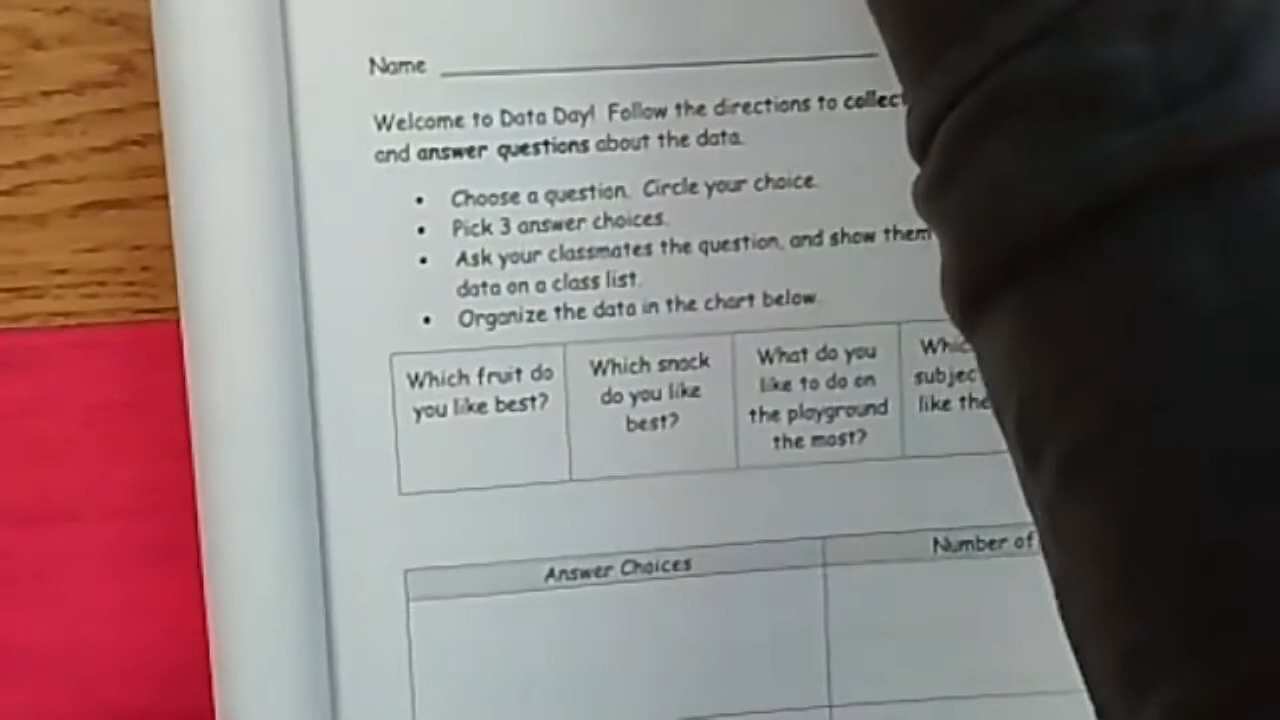 Name
Welcome to Data Day! Follow the directions to collect
and answer questions about the data.
• Choose a question. Circle your choice.
• Pick 3 answer choices.
• Ask your classmates the question, and show them
data on a class list.
• Organize the data in the chart below.
Which fruit do
you like best?
Which snack
do you like
best?
What do you
like to do on
the playground
the most?
like the
Answer Choices
Number of